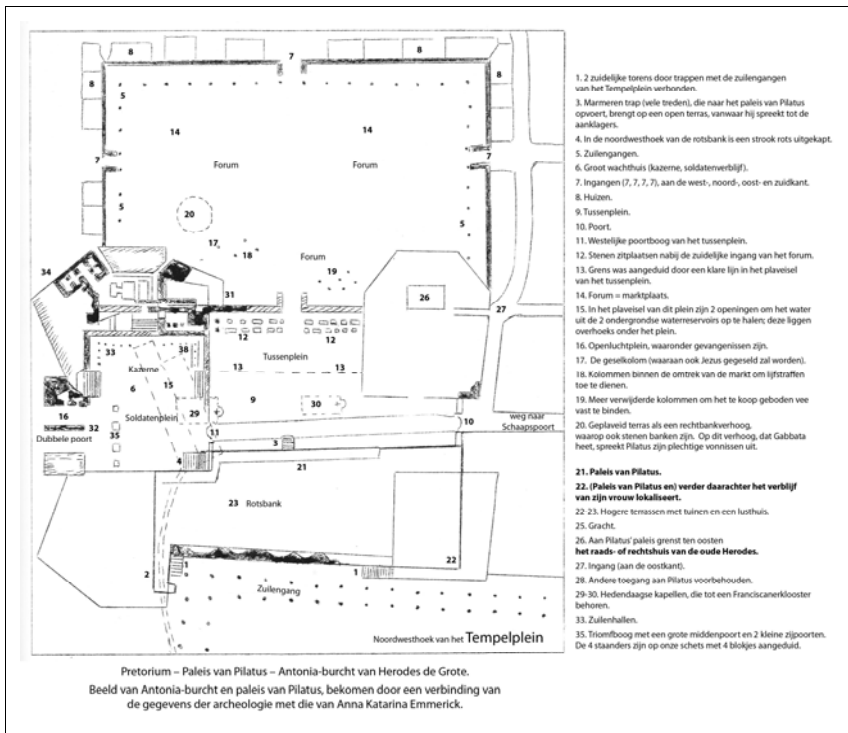 8
7
8
8
5
8
14
14
7
Forum
Forum
7
5
5
20
17
18
Forum
34
19
31
26
27
12
12
33
38
Tussenplein
Kazerne
13
13
15
6
9
16
Soldatenplein
29
30
weg naar
Schaapspoort
32
Dubbele poort
35
11
10
3
4
21
23 Rotsbank
22
2
1
1
Zuilengang
Noordwesthoek van het Tempelplein
Pretorium – Paleis van Pilatus – Antonia-burcht van Herodes de Grote.
Beeld van Antonia-burcht en paleis van Pilatus, bekomen door een verbinding van
de gegevens der archeologie met die van Anna Katarina Emmerick.
1. 2 zuidelijke torens door trappen met de zuilengangen
van het Tempelplein verbonden.
3. Marmeren trap (vele treden), die naar het paleis van Pilatus
opvoert, brengt op een open terras, vanwaar hij spreekt tot de
aanklagers.
4. In de noordwesthoek van de rotsbank is een strook rots uitgekapt.
5. Zuilengangen.
6. Groot wachthuis (kazerne, soldatenverblijf).
7. Ingangen (7, 7, 7, 7), aan de west-, noord-, oost- en zuidkant.
8. Huizen.
9. Tussenplein.
10. Poort.
11. Westelijke poortboog van het tussenplein.
12. Stenen zitplaatsen nabij de zuidelijke ingang van het forum.
13. Grens was aangeduid door een klare lijn in het plaveisel
van het tussenplein.
14. Forum = marktplaats.
15. In het plaveisel van dit plein zijn 2 openingen om het water
uit de 2 ondergrondse waterreservoirs op te halen; deze liggen
overhoeks onder het plein.
16. Openluchtplein, waaronder gevangenissen zijn.
17. De geselkolom (waaraan ook Jezus gegeseld zal worden).
18. Kolommen binnen de omtrek van de markt om lijfstraffen
toe te dienen.
19. Meer verwijderde kolommen om het te koop geboden vee
vast te binden.
20. Geplaveid terras als een rechtbankverhoog,
waarop ook stenen banken zijn. Op dit verhoog, dat Gabbata
heet, spreekt Pilatus zijn plechtige vonnissen uit.
21. Paleis van Pilatus.
22. (Paleis van Pilatus en) verder daarachter het verblijf
van zijn vrouw lokaliseert.
22-23. Hogere terrassen met tuinen en een lusthuis.
25. Gracht.
26. Aan Pilatus' paleis grenst ten oosten
het raads- of rechtshuis van de oude Herodes.
27. Ingang (aan de oostkant).
28. Andere toegang aan Pilatus voorbehouden.
29-30. Hedendaagse kapellen, die tot een Franciscanerklooster
behoren.
33. Zuilenhallen.
35. Triomfboog met een grote middenpoort en 2 kleine zijpoorten.
De 4 staanders zijn op onze schets met 4 blokjes aangeduid.